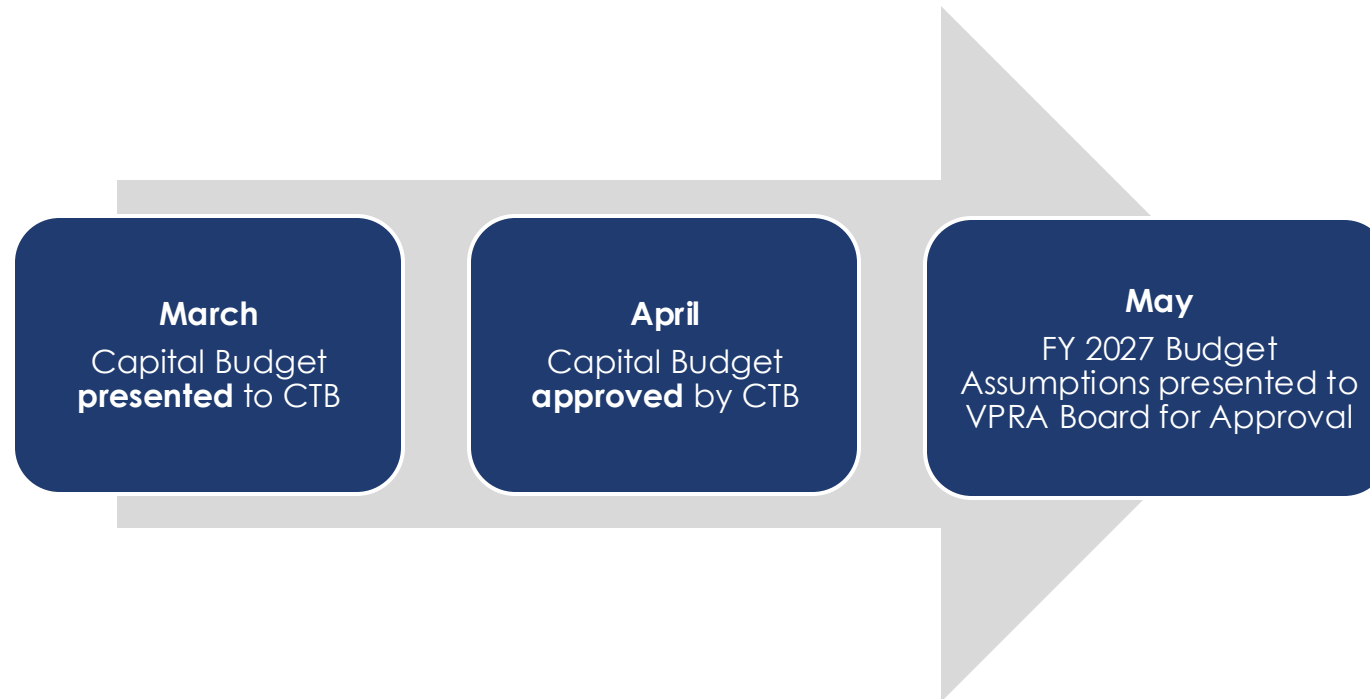 March
Capital Budget
presented to CTB
April
Capital Budget
approved by CTB
May
FY 2027 Budget
Assumptions presented to
VPRA Board for Approval